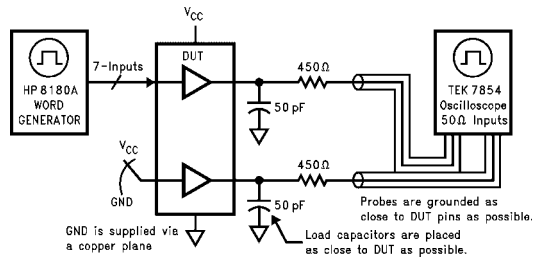 VCC
7-Inputs
DUT
450Ω
50 pF
HP 8180A
WORD
GENERATOR
TEK 7854
Oscilloscope
50Ω Inputs
VCC
GND
450Ω
50 pF
GND is supplied via
a copper plane
Probes are grounded as
close to DUT pins as possible.
Load capacitors are placed
as close to DUT as possible.